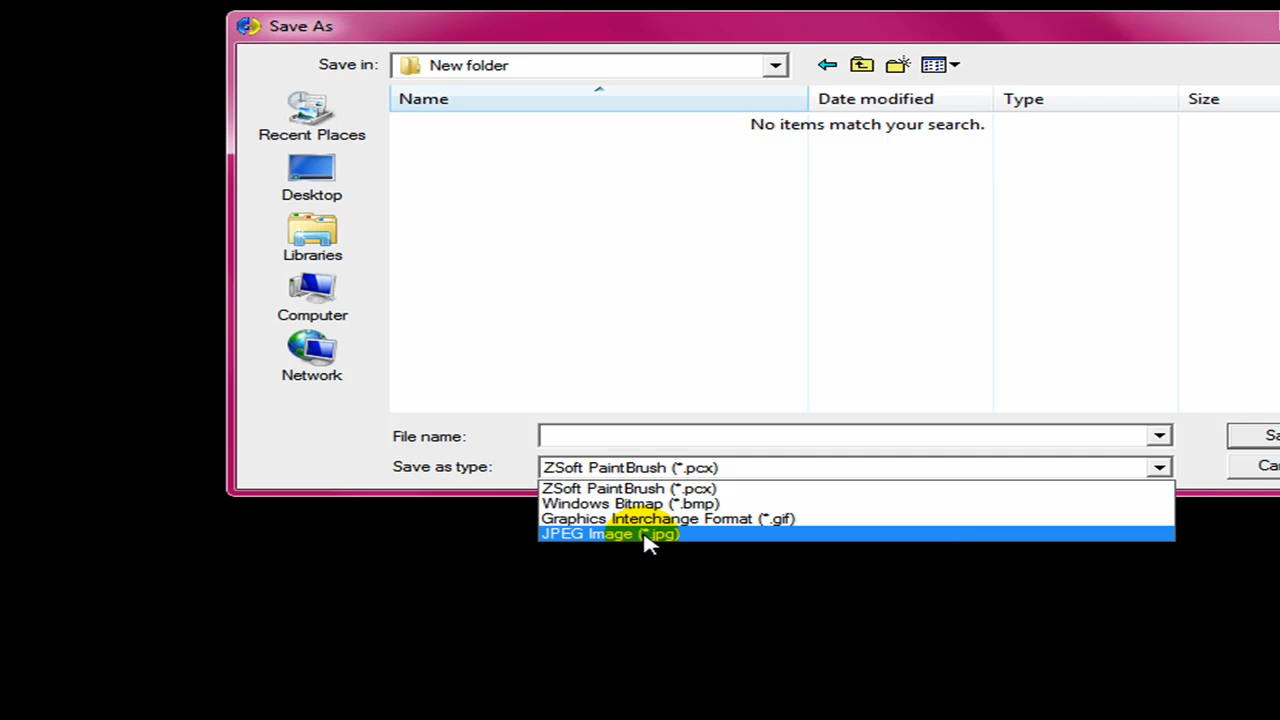 Save As
Save in: New folder
Name Date modified Type Size
No items match your search.
Recent Places
Desktop
Libraries
Computer
Network
File name:
Save as type: ZSoft PaintBrush (*.pcx)
ZSoft PaintBrush (*.pcx)
Windows Bitmap (*.bmp)
Graphics Interchange Format (*.gif)
JPEG Image (*.jpg)
Sa
Ca